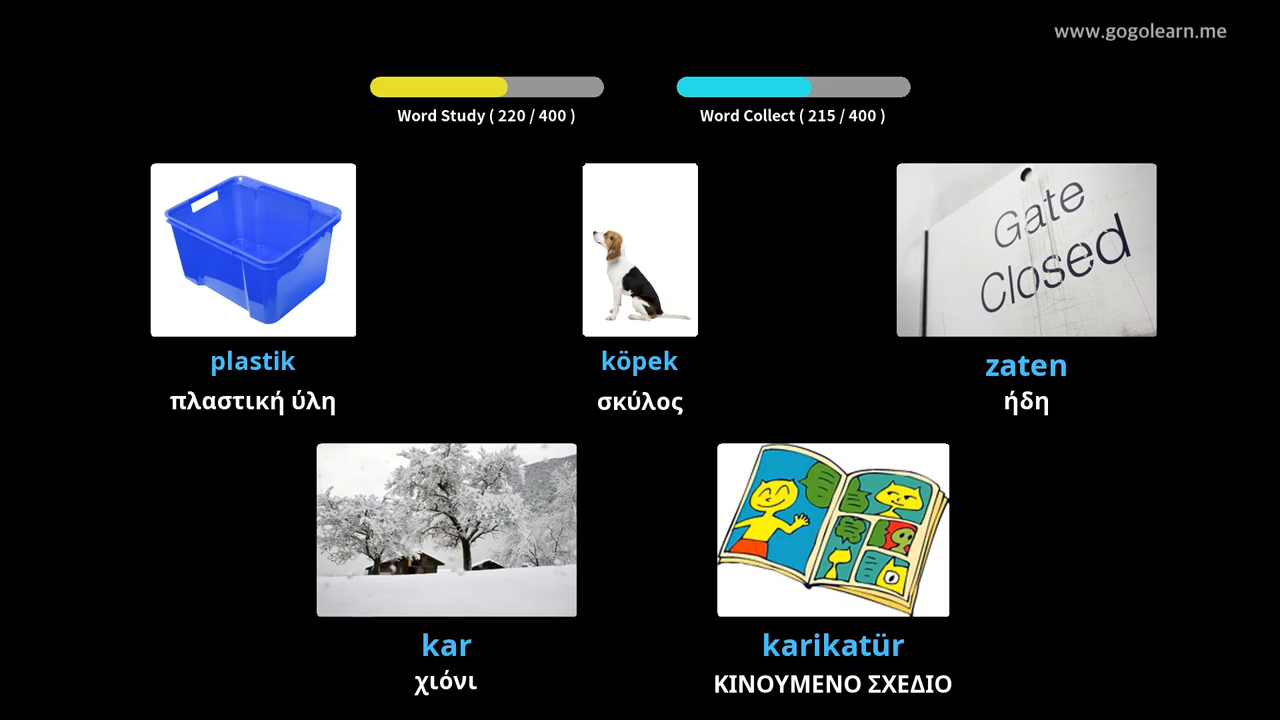 www.gogolearn.me
Word Study ( 220 / 400 )
Word Collect ( 215 / 400 )
Gate
Closed
plastik
πλαστική ύλη
köpek
σκύλος
zaten
ήδη
kar
χιόνι
karikatür
ΚΙΝΟΥΜΕΝΟ ΣΧΕΔΙΟ